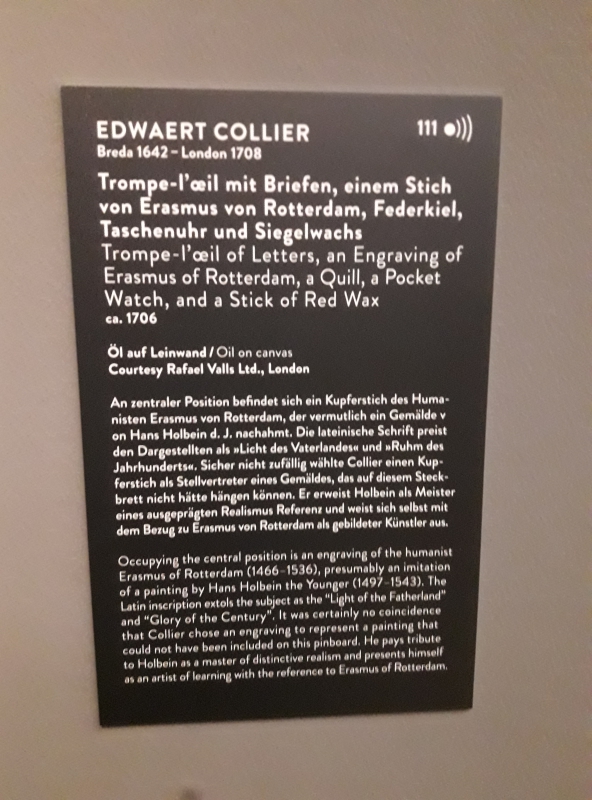 EDWAERT COLLIER
111
Breda 1642 – London 1708
Trompe-l'œil mit Briefen, einem Stich
von Erasmus von Rotterdam, Federkiel,
Taschenuhr und Siegelwachs
Trompe-l'œil of Letters, an Engraving of
Erasmus of Rotterdam, a Quill, a Pocket
Watch, and a Stick of Red Wax
ca. 1706
Öl auf Leinwand / Oil on canvas
Courtesy Rafael Valls Ltd., London
An zentraler Position befindet sich ein Kupferstich des Huma-
nisten Erasmus von Rotterdam, der vermutlich ein Gemälde v
on Hans Holbein d. J. nachahmt. Die lateinische Schrift preist
den Dargestellten als »Licht des Vaterlandes« und »Ruhm des
Jahrhunderts«. Sicher nicht zufällig wählte Collier einen Kup-
ferstich als Stellvertreter eines Gemäldes, das auf diesem Steck-
brett nicht hätte hängen können. Er erweist Holbein als Meister
eines ausgeprägten Realismus Referenz und weist sich selbst mit
dem Bezug zu Erasmus von Rotterdam als gebildeter Künstler aus.
Occupying the central position is an engraving of the humanist
Erasmus of Rotterdam (1466–1536), presumably an imitation
of a painting by Hans Holbein the Younger (1497–1543). The
Latin inscription extols the subject as the "Light of the Fatherland"
and "Glory of the Century". It was certainly no coincidence
that Collier chose an engraving to represent a painting that
could not have been included on this pinboard. He pays tribute
to Holbein as a master of distinctive realism and presents himself
as an artist of learning with the reference to Erasmus of Rotterdam.